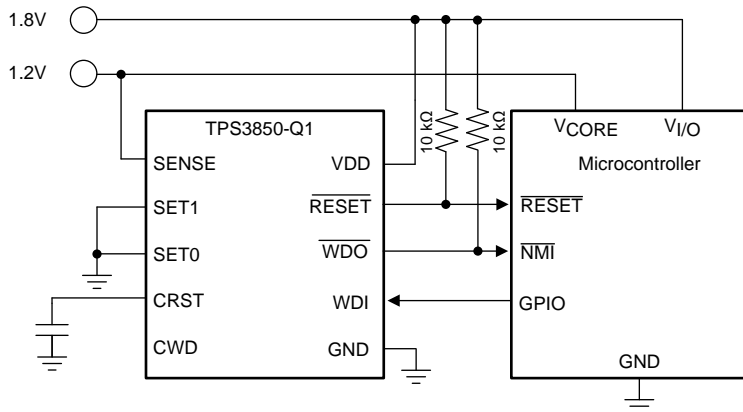 1.8V
1.2V
TPS3850-Q1
SENSE
SET1
SET0
CRST
CWD
VDD
RESET
WDO
WDI
GND
10 kΩ
10 kΩ
VCORE
VI/O
Microcontroller
RESET
NMI
GPIO
GND